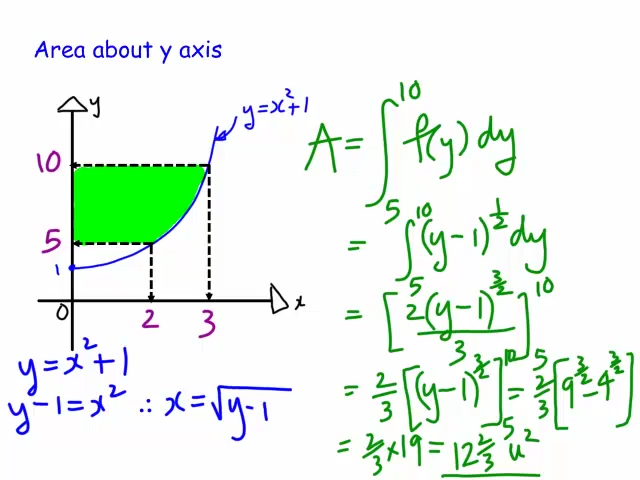 Area about y axis
y
y=x²+1
10
5
1
0
2
3
x
y=x²+1
y-1=x² ∴ x=√y-1
A=∫₅¹⁰ f(y) dy
=∫₅¹⁰ (y-1)^½ dy
=[2(y-1)^3/2 / 3]₅¹⁰
=2/3[(y-1)^3/2]₅¹⁰=2/3[9^3/2-4^3/2]
=2/3×19=12 2/3 u²